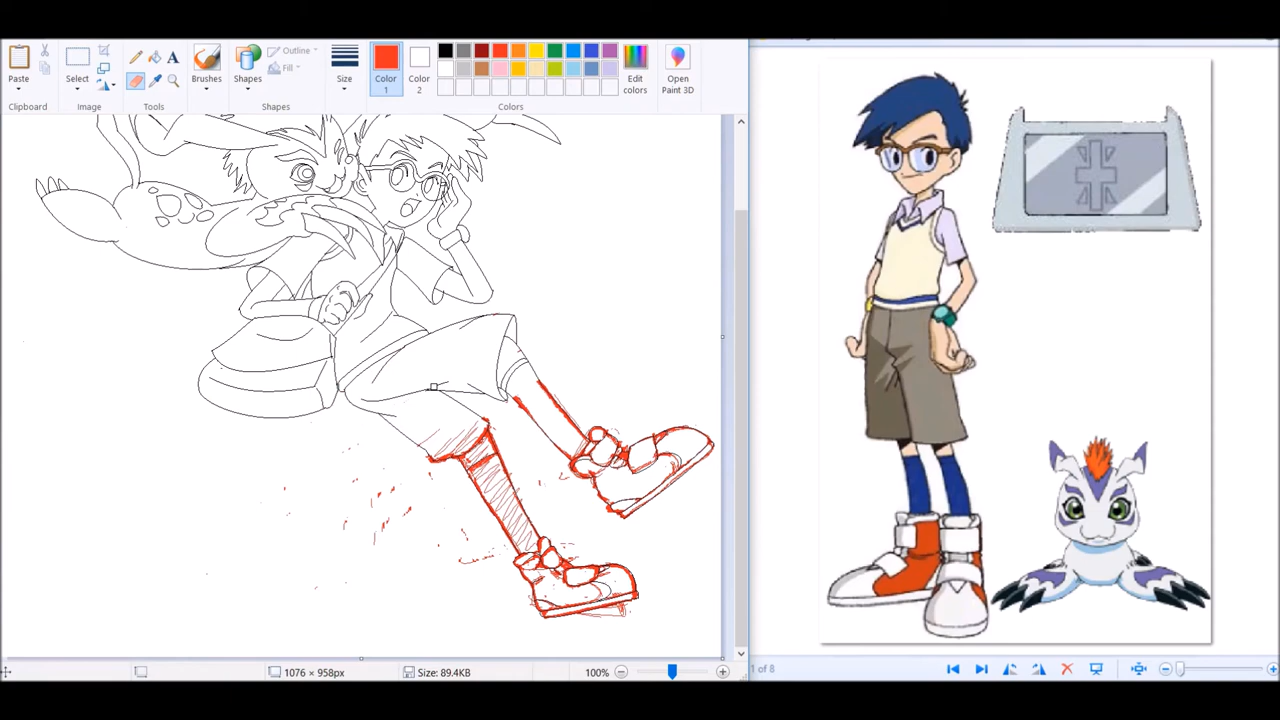 Paste
Select
Outline
Fill
Brushes
Shapes
Size
Color
1
Color
2
Edit
colors
Open
Paint 3D
Clipboard
Image
Tools
Shapes
Colors
1076 × 958px
Size: 89.4KB
100%
1 of 8